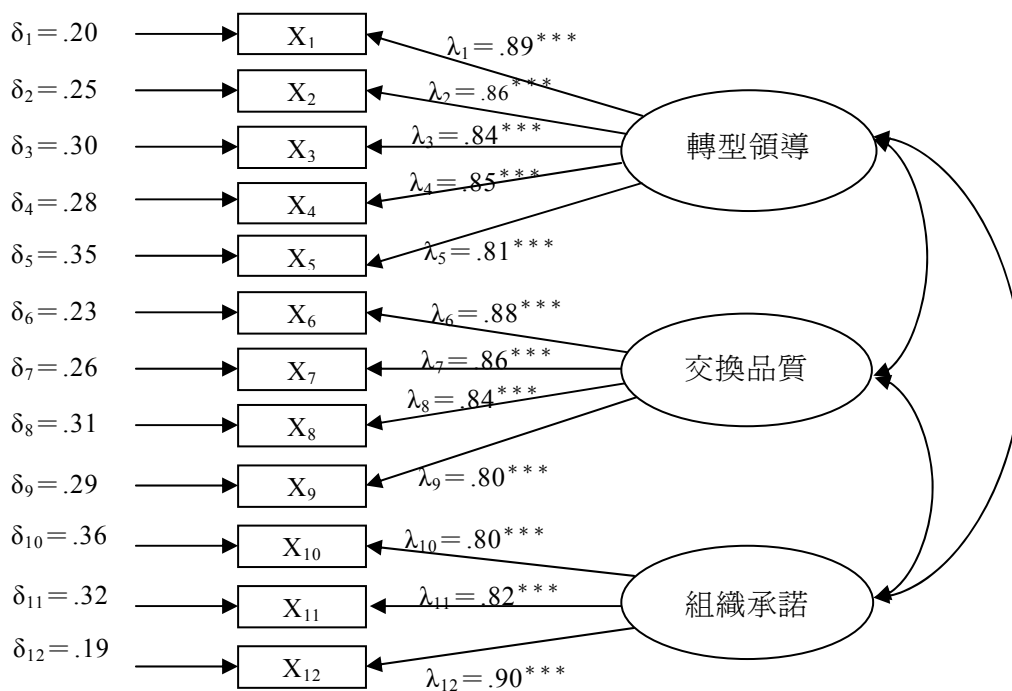 δ₁＝.20 X₁ λ₁＝.89***
δ₂＝.25 X₂ λ₂＝.86***
δ₃＝.30 X₃ λ₃＝.84*** 轉型領導
δ₄＝.28 X₄ λ₄＝.85***
δ₅＝.35 X₅ λ₅＝.81***
δ₆＝.23 X₆ λ₆＝.88***
δ₇＝.26 X₇ λ₇＝.86*** 交換品質
δ₈＝.31 X₈ λ₈＝.84***
δ₉＝.29 X₉ λ₉＝.80***
δ₁₀＝.36 X₁₀ λ₁₀＝.80***
δ₁₁＝.32 X₁₁ λ₁₁＝.82*** 組織承諾
δ₁₂＝.19 X₁₂ λ₁₂＝.90***